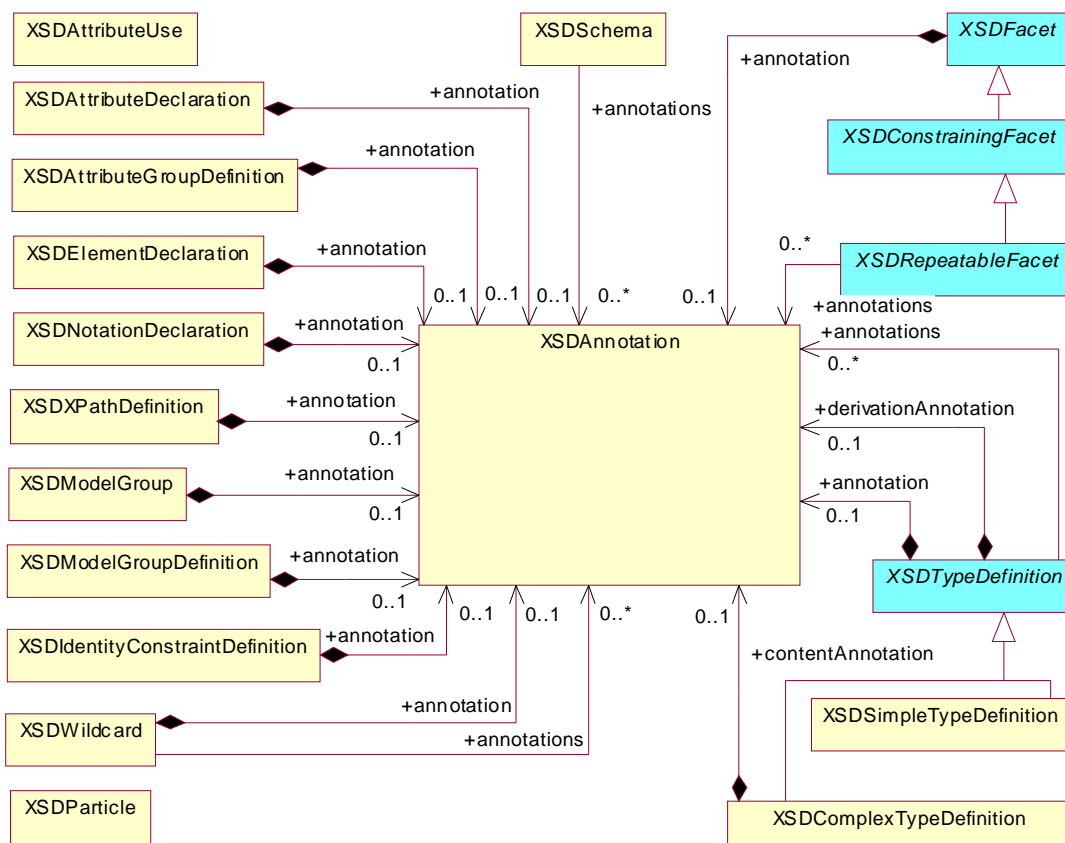 XSDAttributeUse
XSDSchema
XSDFacet
+annotation
+annotation
XSDAttributeDeclaration
+annotations
XSDConstrainingFacet
+annotation
XSDAttributeGroupDefinition
XSDElementDeclaration
+annotation
0..*
XSDRepeatableFacet
0..1
0..1
0..1
0..*
0..1
+annotations
XSDNotationDeclaration
+annotation
0..1
XSDAnnotation
+annotations
0..*
XSDXPathDefinition
+annotation
0..1
+derivationAnnotation
0..1
XSDModelGroup
+annotation
0..1
+annotation
0..1
XSDModelGroupDefinition
+annotation
0..1
XSDTypeDefinition
0..1
0..1
0..*
0..1
XSDIdentityConstraintDefinition
+annotation
+contentAnnotation
XSDWildcard
+annotation
+annotations
XSDSimpleTypeDefinition
XSDParticle
XSDComplexTypeDefinition